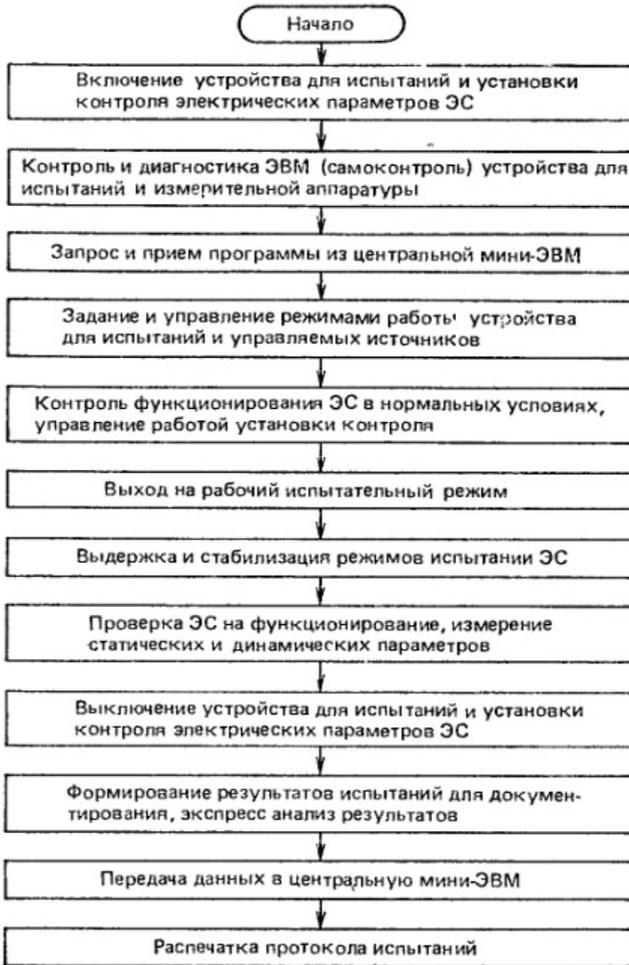 Начало
Включение устройства для испытаний и установки
контроля электрических параметров ЭС
Контроль и диагностика ЭВМ (самоконтроль) устройства для
испытаний и измерительной аппаратуры
Запрос и прием программы из центральной мини-ЭВМ
Задание и управление режимами работы устройства
для испытаний и управляемых источников
Контроль функционирования ЭС в нормальных условиях,
управление работой установки контроля
Выход на рабочий испытательный режим
Выдержка и стабилизация режимов испытании ЭС
Проверка ЭС на функционирование, измерение
статических и динамических параметров
Выключение устройства для испытаний и установки
контроля электрических параметров ЭС
Формирование результатов испытаний для докумен-
тирования, экспресс анализ результатов
Передача данных в центральную мини-ЭВМ
Распечатка протокола испытаний